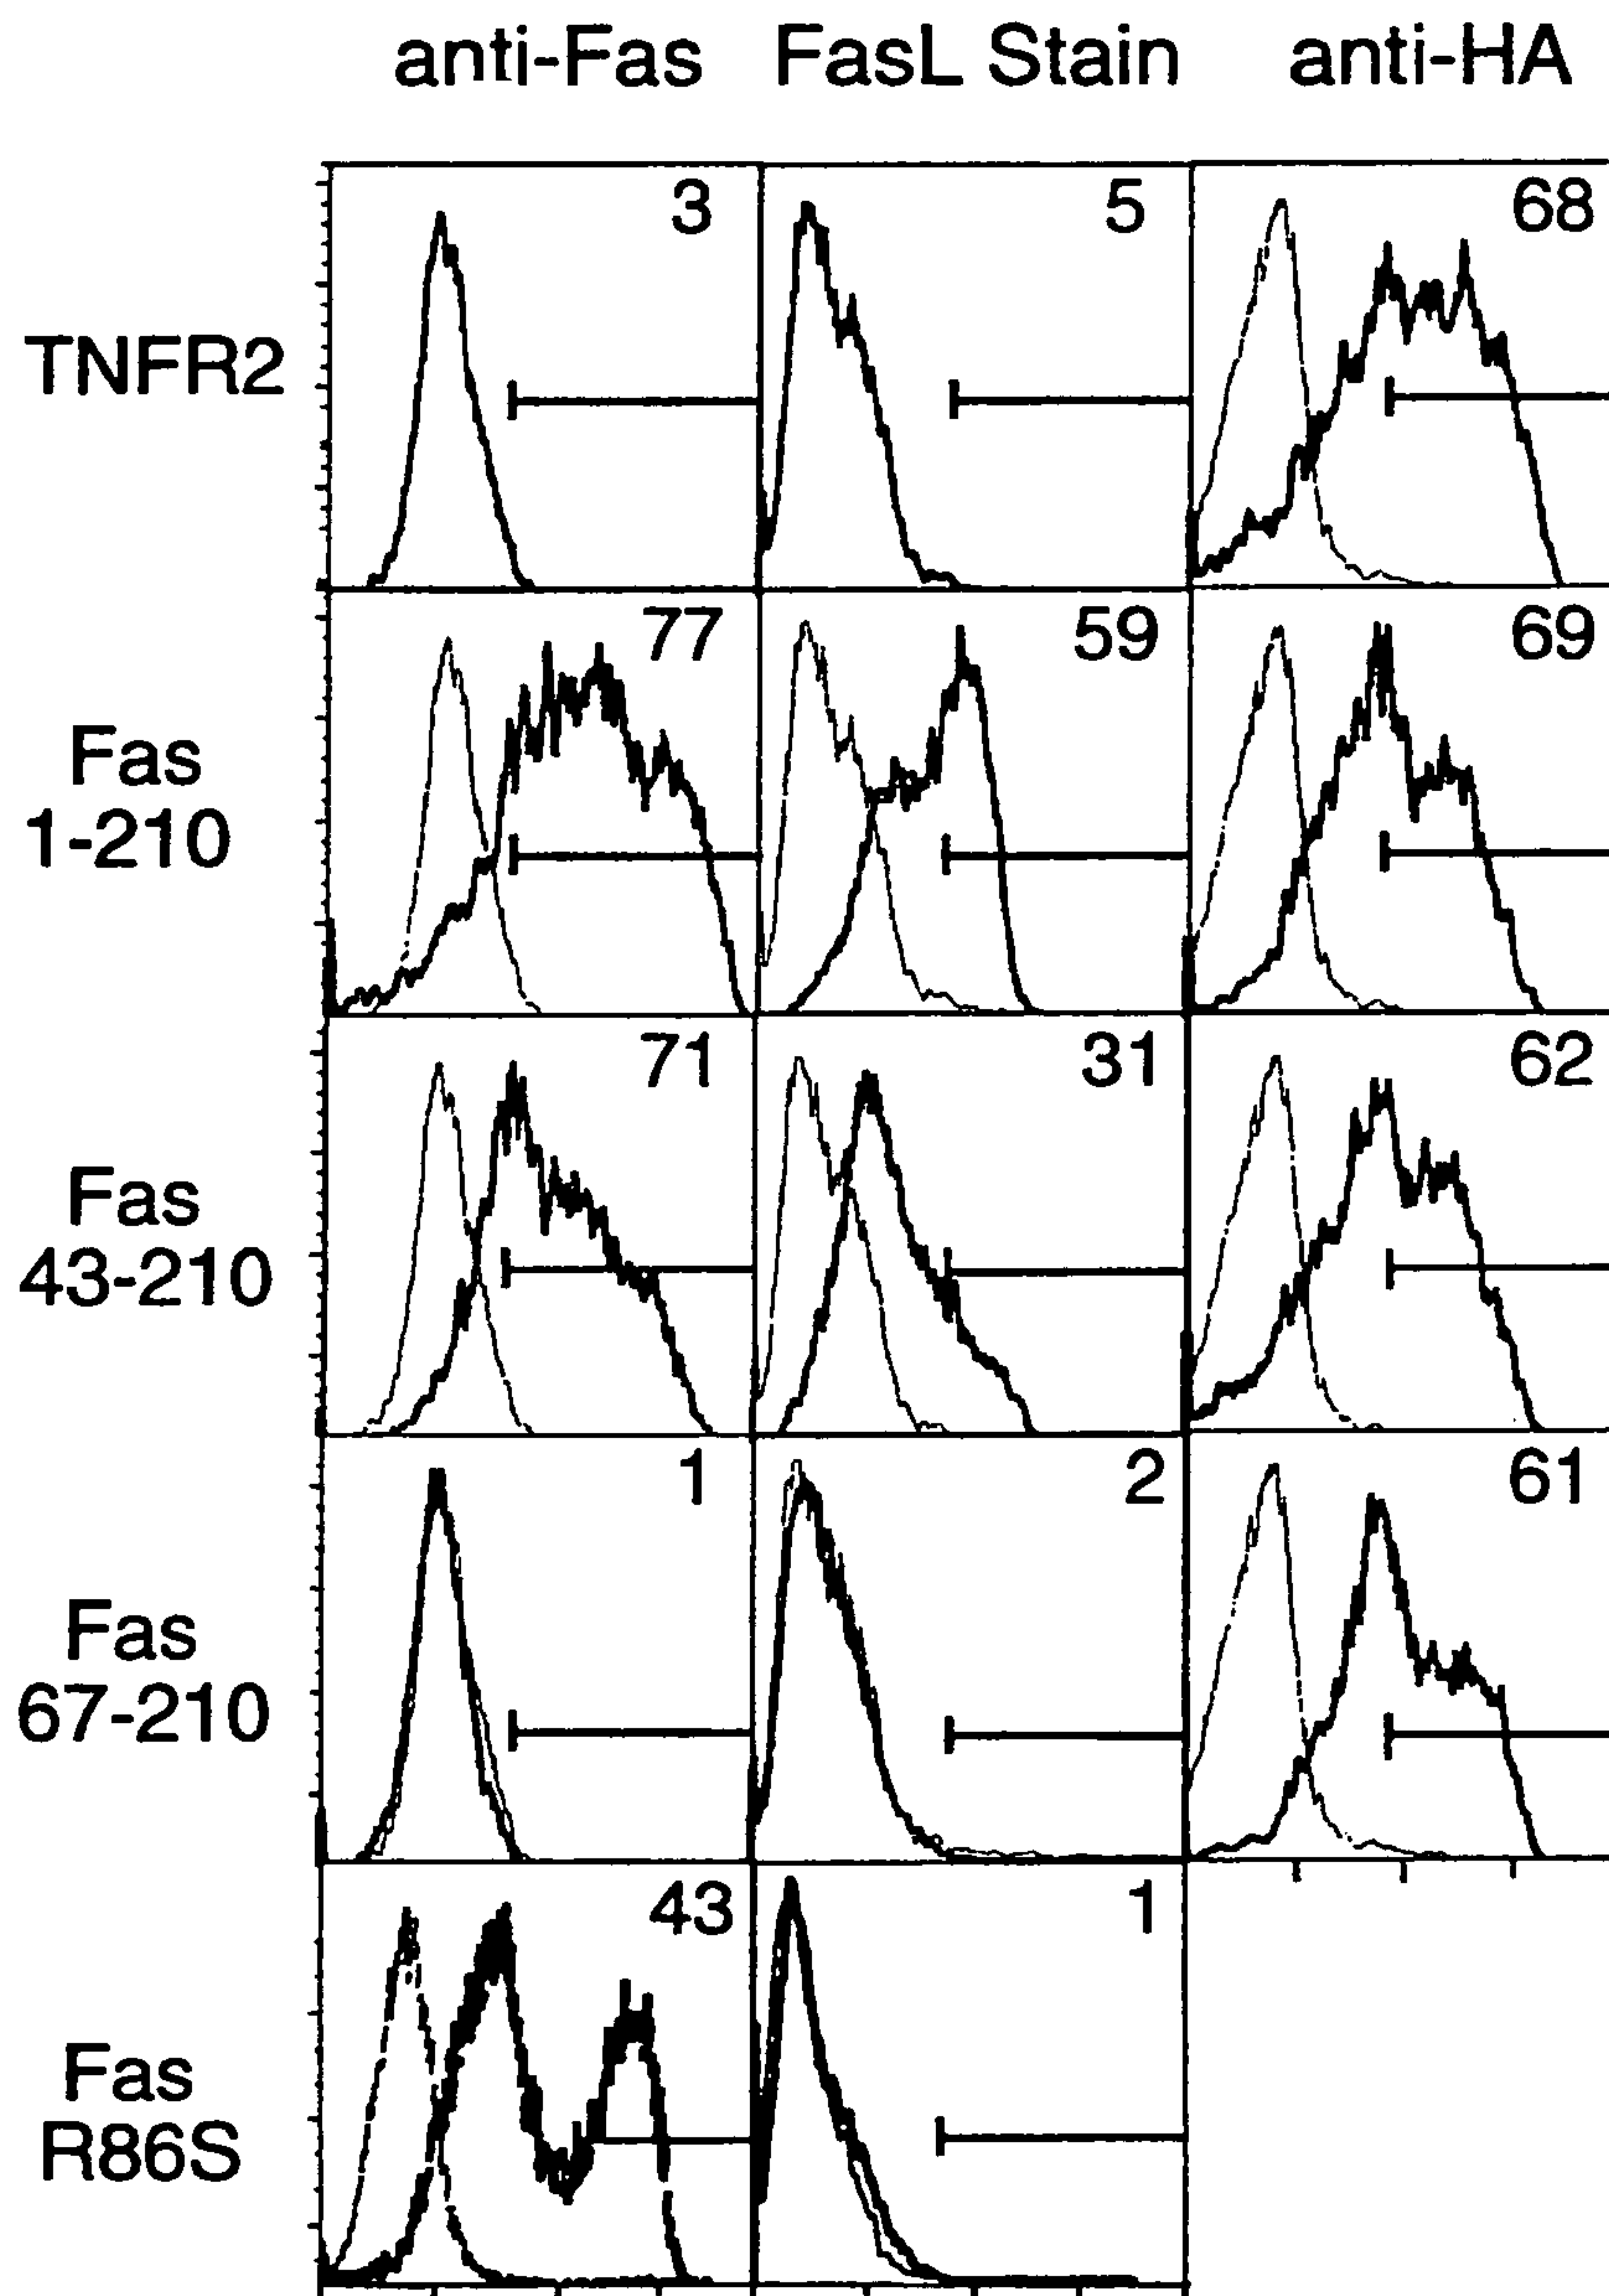 anti-Fas FasL Stain anti-HA
TNFR2 3 5 68
Fas
1-210
77 59 69
Fas
43-210
71 31 62
Fas
67-210
1 2 61
Fas
R86S
43 1